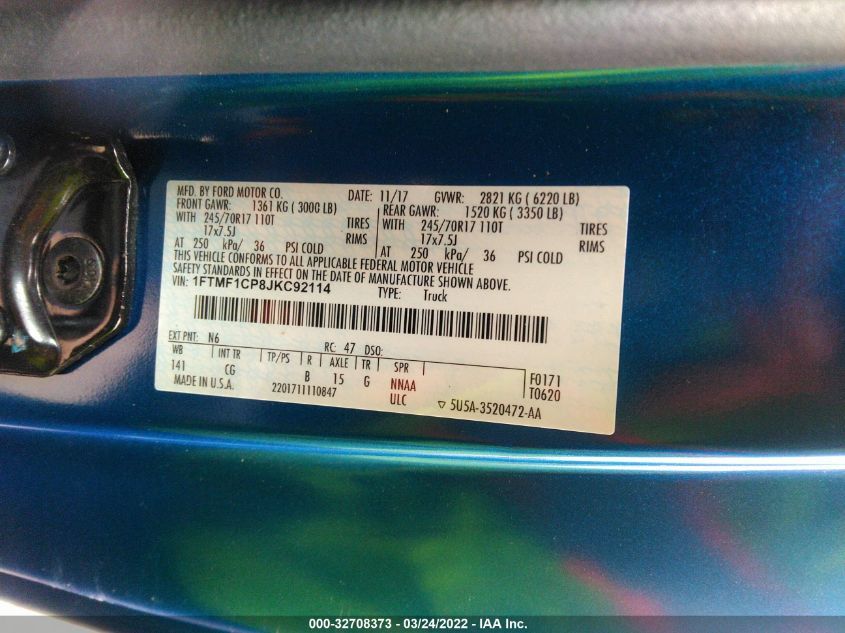 MFD. BY FORD MOTOR CO. DATE: 11/17 GVWR: 2821 KG ( 6220 LB)
FRONT GAWR: 1361 KG ( 3000 LB) REAR GAWR: 1520 KG ( 3350 LB)
WITH 245/70R17 110T TIRES WITH 245/70R17 110T TIRES
17x7.5J RIMS 17x7.5J RIMS
AT 250 kPa/ 36 PSI COLD AT 250 kPa/ 36 PSI COLD
THIS VEHICLE CONFORMS TO ALL APPLICABLE FEDERAL MOTOR VEHICLE
SAFETY STANDARDS IN EFFECT ON THE DATE OF MANUFACTURE SHOWN ABOVE.
VIN: 1FTMF1CP8JKC92114 TYPE: Truck
EXT PNT: N6 RC: 47 DSO:
WB INT TR TP/PS R AXLE TR SPR F0171
141 CG B 15 G NNAA T0620
MADE IN U.S.A. 2201711110847 ULC ▽ 5U5A-3520472-AA
000-32708373 - 03/24/2022 - IAA Inc.